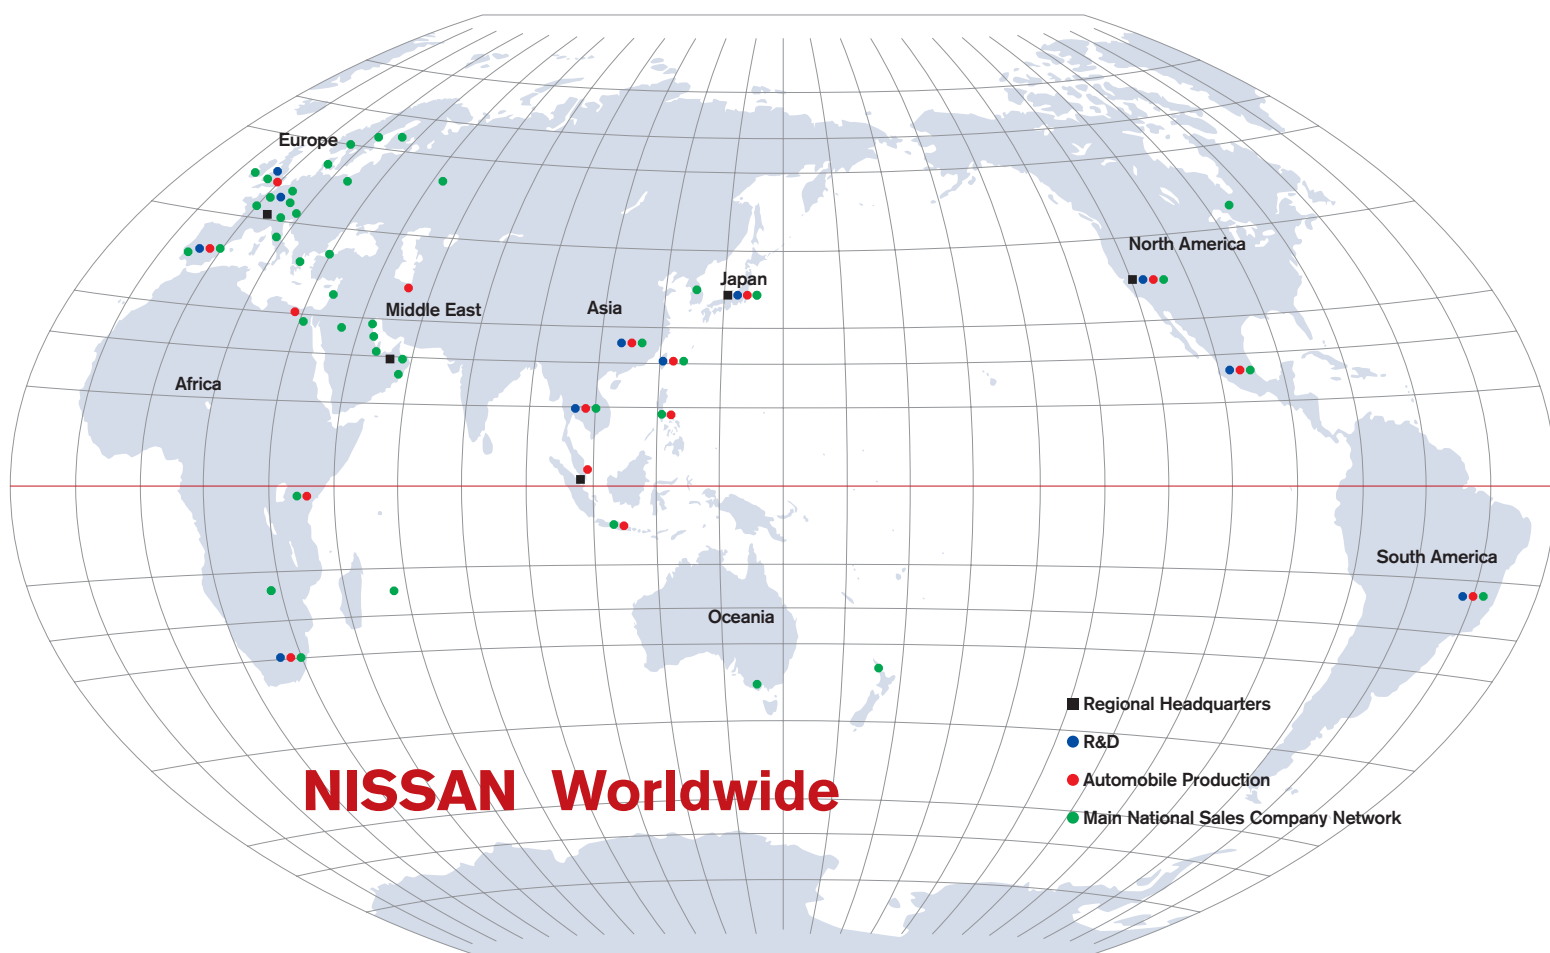 Europe
North America
Japan
Asia
Middle East
Africa
South America
Oceania
Regional Headquarters
R&D
Automobile Production
Main National Sales Company Network
NISSAN Worldwide